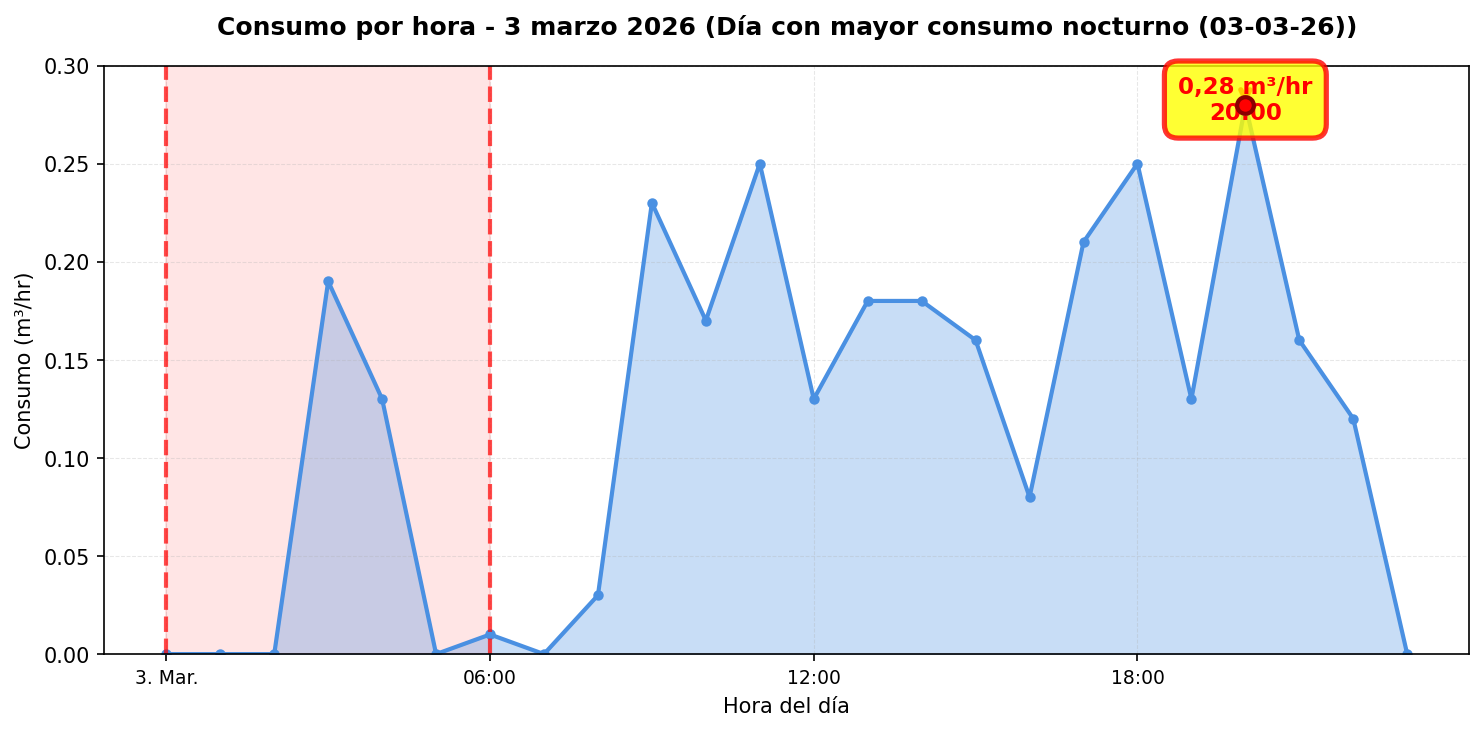 Consumo por hora - 3 marzo 2026 (Día con mayor consumo nocturno (03-03-26))
0,28 m³/hr
20:00
Consumo (m³/hr)
0.30
0.25
0.20
0.15
0.10
0.05
0.00
3. Mar.
06:00
12:00
18:00
Hora del día